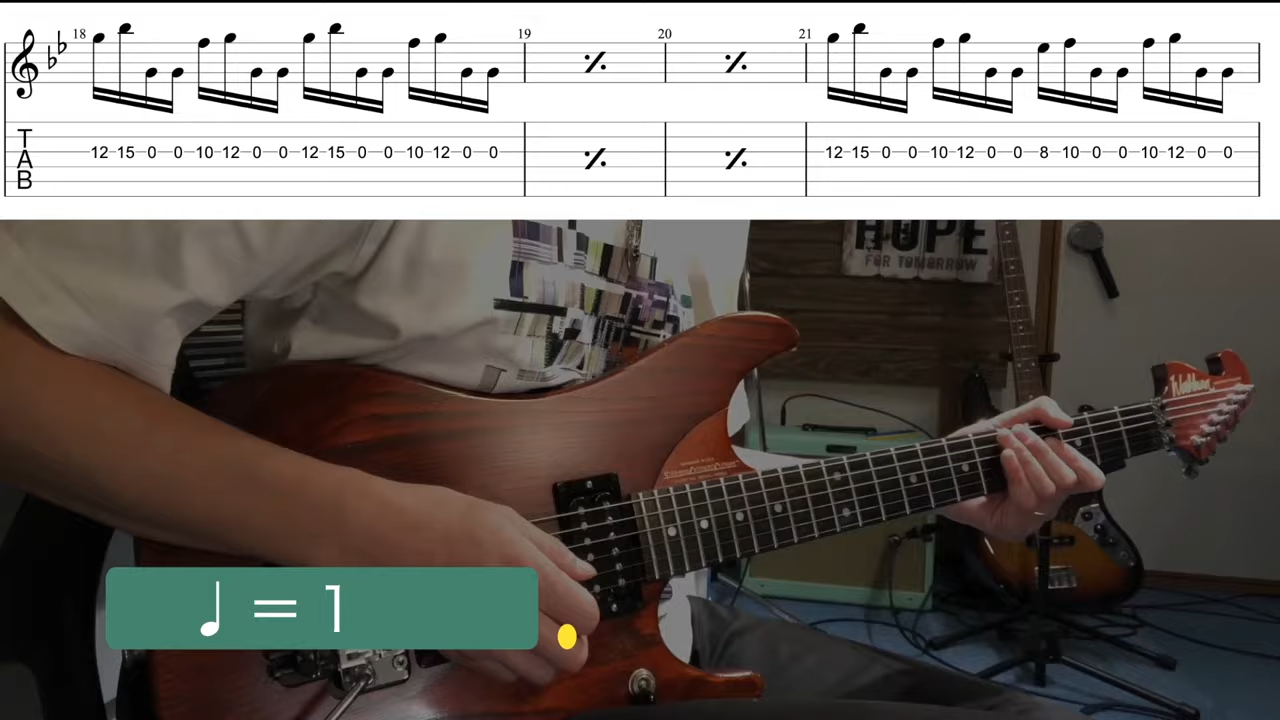 18
19
20
21
T
A
B
12 15 0 0 10 12 0 0 12 15 0 0 10 12 0 0
12 15 0 0 10 12 0 0 8 10 0 0 10 12 0 0
HOPE
FOR TOMORROW
Washburn
= 1